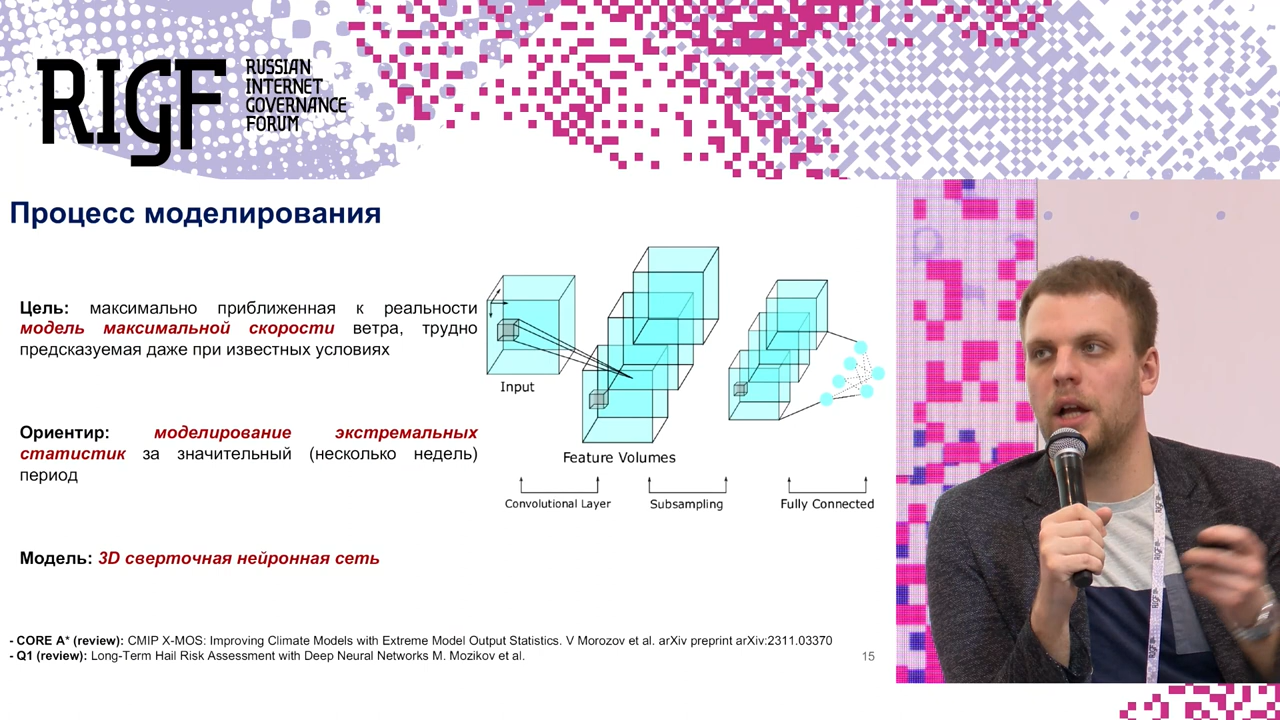 RIGF
RUSSIAN
INTERNET
GOVERNANCE
FORUM
Процесс моделирования
Цель: максимально приближенная к реальности
модель максимальной скорости ветра, трудно
предсказуемая даже при известных условиях
Ориентир: моделирование экстремальных
статистик за значительный (несколько недель)
период
Модель: 3D сверточная нейронная сеть
Input
Feature Volumes
Convolutional Layer
Subsampling
Fully Connected
- CORE A* (review): CMIP X-MOS: Improving Climate Models with Extreme Model Output Statistics. V Morozov et al. arXiv preprint arXiv:2311.03370
- Q1 (review): Long-Term Hail Risk Assessment with Deep Neural Networks M. Mozikov et al.
15
RIGF
RIGF